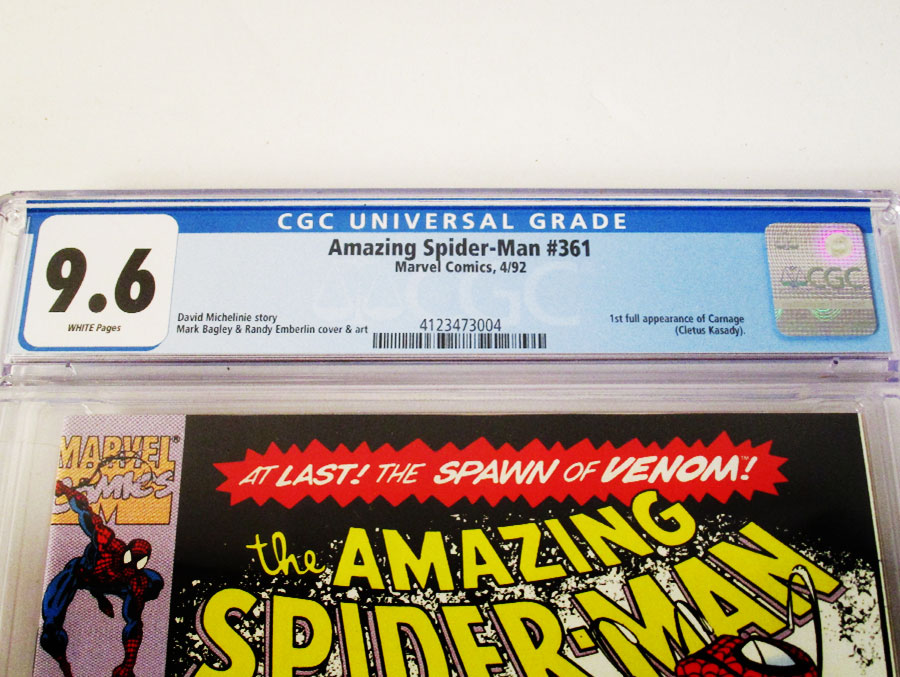 CGC UNIVERSAL GRADE
9.6
WHITE Pages
Amazing Spider-Man #361
Marvel Comics, 4/92
David Michelinie story
Mark Bagley & Randy Emberlin cover & art
4123473004
1st full appearance of Carnage
(Cletus Kasady).
CGC
CGC
MARVEL®
COMICS
AT LAST! THE SPAWN OF VENOM!
the AMAZING
SPIDER-MAN